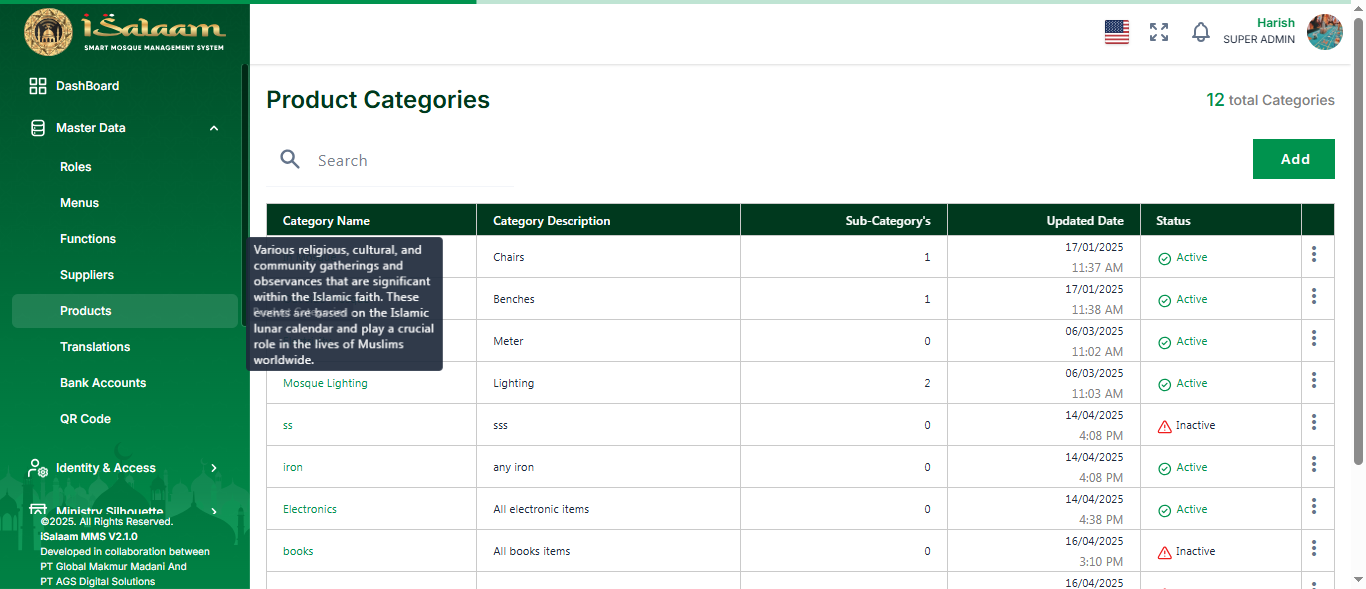 iSalaam
SMART MOSQUE MANAGEMENT SYSTEM
Harish
SUPER ADMIN
DashBoard
Master Data
Roles
Menus
Functions
Suppliers
Products
Translations
Bank Accounts
QR Code
Identity & Access
Ministry Silhouette
©2025. All Rights Reserved.
iSalaam MMS V2.1.0
Developed in collaboration between
PT Global Makmur Madani And
PT AGS Digital Solutions
Product Categories
12 total Categories
Search
Add
Category Name Category Description Sub-Category's Updated Date Status
Various religious, cultural, and
community gatherings and
observances that are significant
within the Islamic faith. These
events are based on the Islamic
lunar calendar and play a crucial
role in the lives of Muslims
worldwide.
Chairs 1 17/01/2025 Active
11:37 AM
Benches 1 17/01/2025 Active
11:38 AM
Meter 0 06/03/2025 Active
11:02 AM
Mosque Lighting Lighting 2 06/03/2025 Active
11:03 AM
ss sss 0 14/04/2025 Inactive
4:08 PM
iron any iron 0 14/04/2025 Active
4:08 PM
Electronics All electronic items 0 14/04/2025 Active
4:38 PM
books All books items 0 16/04/2025 Inactive
3:10 PM
16/04/2025